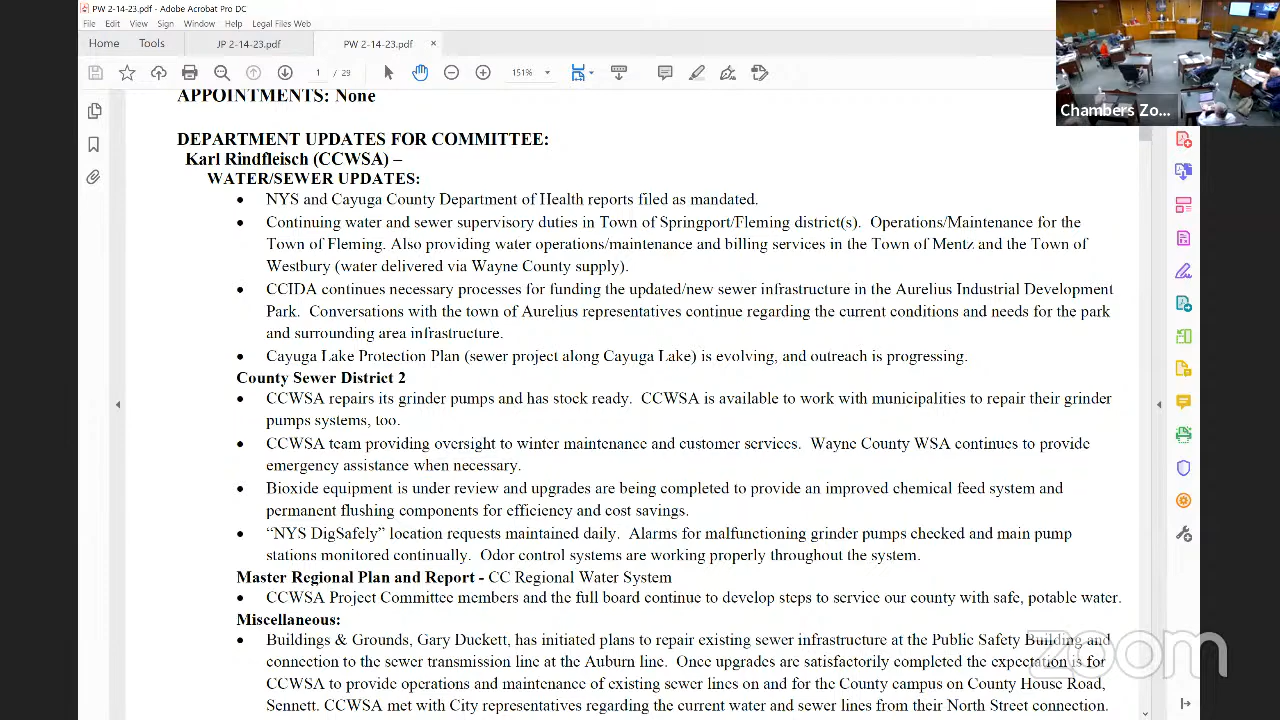 PW 2-14-23.pdf - Adobe Acrobat Pro DC
File Edit View Sign Window Help Legal Files Web
Home Tools JP 2-14-23.pdf PW 2-14-23.pdf ×
1 / 29 151%
Chambers Zo...
APPOINTMENTS: None
DEPARTMENT UPDATES FOR COMMITTEE:
Karl Rindfleisch (CCWSA) –
WATER/SEWER UPDATES:
• NYS and Cayuga County Department of Health reports filed as mandated.
• Continuing water and sewer supervisory duties in Town of Springport/Fleming district(s). Operations/Maintenance for the
Town of Fleming. Also providing water operations/maintenance and billing services in the Town of Mentz and the Town of
Westbury (water delivered via Wayne County supply).
• CCIDA continues necessary processes for funding the updated/new sewer infrastructure in the Aurelius Industrial Development
Park. Conversations with the town of Aurelius representatives continue regarding the current conditions and needs for the park
and surrounding area infrastructure.
• Cayuga Lake Protection Plan (sewer project along Cayuga Lake) is evolving, and outreach is progressing.
County Sewer District 2
• CCWSA repairs its grinder pumps and has stock ready. CCWSA is available to work with municipalities to repair their grinder
pumps systems, too.
• CCWSA team providing oversight to winter maintenance and customer services. Wayne County WSA continues to provide
emergency assistance when necessary.
• Bioxide equipment is under review and upgrades are being completed to provide an improved chemical feed system and
permanent flushing components for efficiency and cost savings.
• “NYS DigSafely” location requests maintained daily. Alarms for malfunctioning grinder pumps checked and main pump
stations monitored continually. Odor control systems are working properly throughout the system.
Master Regional Plan and Report - CC Regional Water System
• CCWSA Project Committee members and the full board continue to develop steps to service our county with safe, potable water.
Miscellaneous:
• Buildings & Grounds, Gary Duckett, has initiated plans to repair existing sewer infrastructure at the Public Safety Building and
connection to the sewer transmission line at the Auburn line. Once upgrades are satisfactorily completed the expectation is for
CCWSA to provide operations and maintenance of existing sewer lines on and for the County campus on County House Road,
Sennett. CCWSA met with City representatives regarding the current water and sewer lines from their North Street connection.
zoom